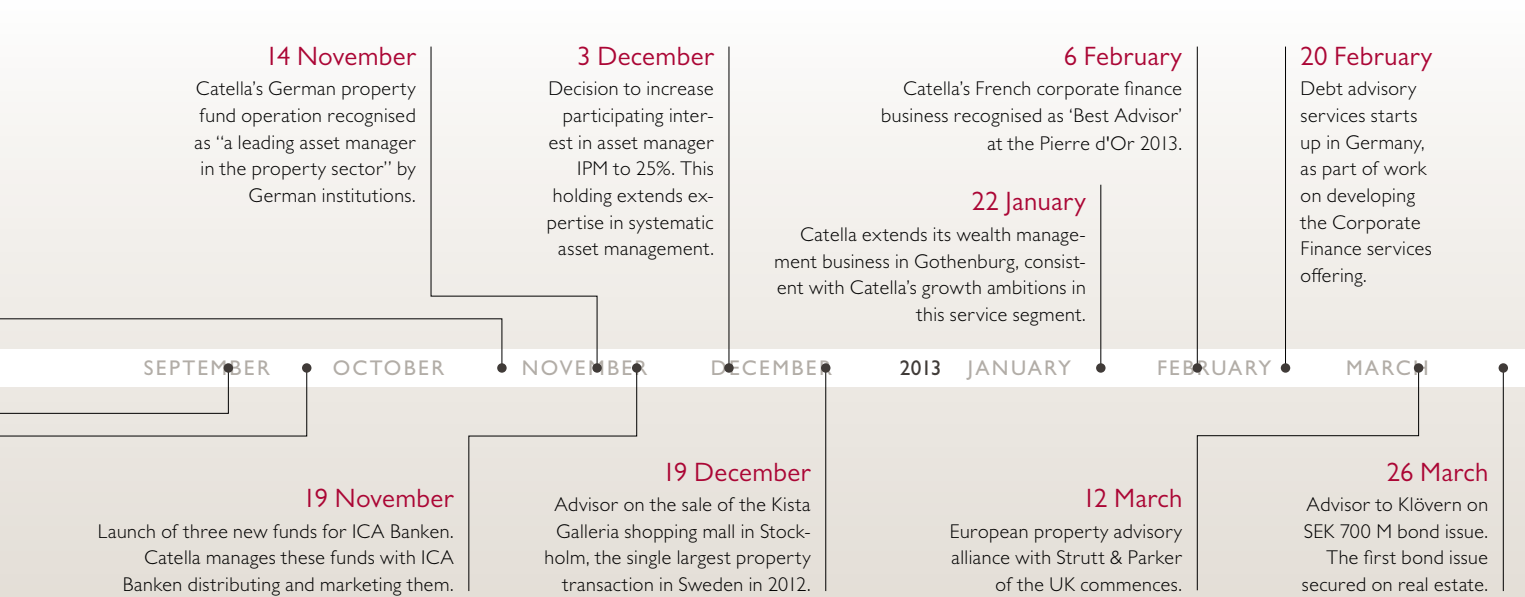 14 November
Catella's German property
fund operation recognised
as “a leading asset manager
in the property sector” by
German institutions.
3 December
Decision to increase
participating inter-
est in asset manager
IPM to 25%. This
holding extends ex-
pertise in systematic
asset management.
6 February
Catella's French corporate finance
business recognised as ‘Best Advisor’
at the Pierre d'Or 2013.
22 January
Catella extends its wealth manage-
ment business in Gothenburg, consist-
ent with Catella's growth ambitions in
this service segment.
20 February
Debt advisory
services starts
up in Germany,
as part of work
on developing
the Corporate
Finance services
offering.
SEPTEMBER OCTOBER NOVEMBER DECEMBER 2013 JANUARY FEBRUARY MARCH
19 November
Launch of three new funds for ICA Banken.
Catella manages these funds with ICA
Banken distributing and marketing them.
19 December
Advisor on the sale of the Kista
Galleria shopping mall in Stock-
holm, the single largest property
transaction in Sweden in 2012.
12 March
European property advisory
alliance with Strutt & Parker
of the UK commences.
26 March
Advisor to Klövern on
SEK 700 M bond issue.
The first bond issue
secured on real estate.